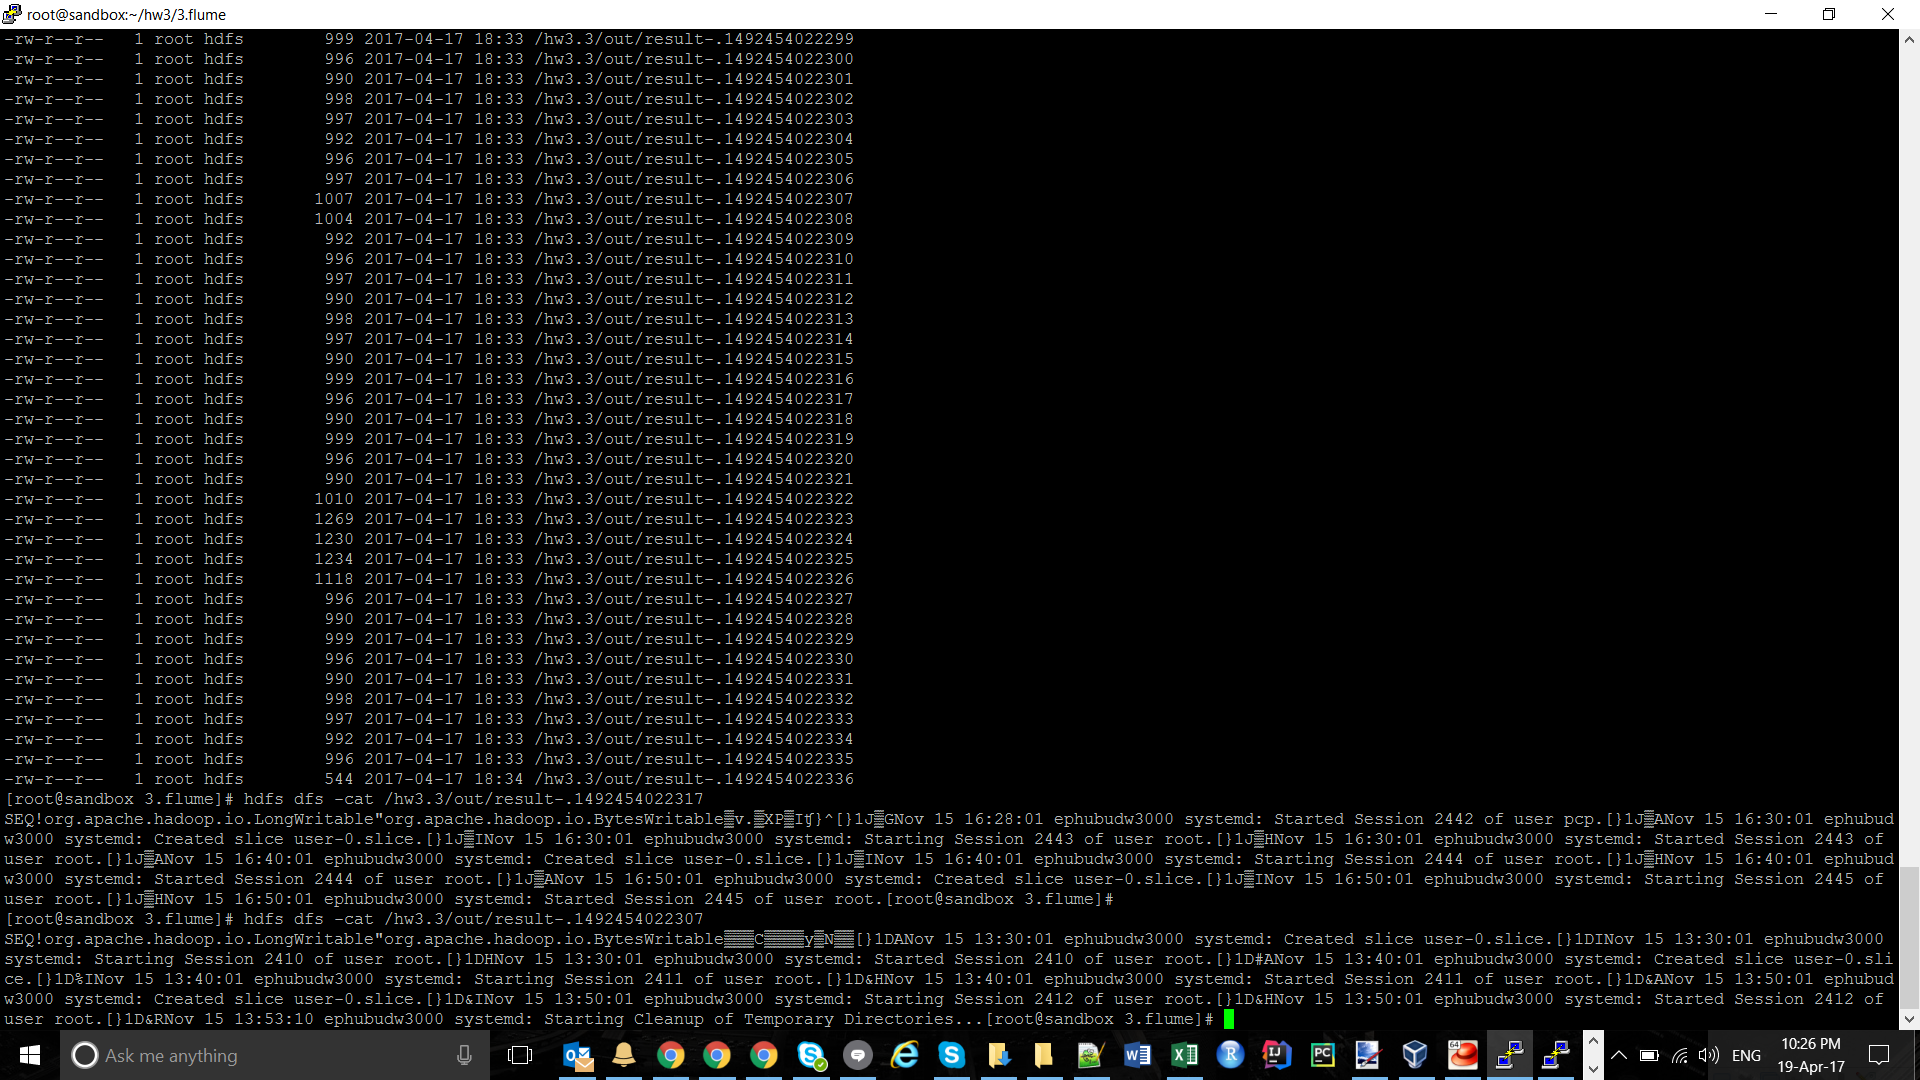 root@sandbox:~/hw3/3.flume
-rw-r--r--   1 root hdfs        999 2017-04-17 18:33 /hw3.3/out/result-.1492454022299
-rw-r--r--   1 root hdfs        996 2017-04-17 18:33 /hw3.3/out/result-.1492454022300
-rw-r--r--   1 root hdfs        990 2017-04-17 18:33 /hw3.3/out/result-.1492454022301
-rw-r--r--   1 root hdfs        998 2017-04-17 18:33 /hw3.3/out/result-.1492454022302
-rw-r--r--   1 root hdfs        997 2017-04-17 18:33 /hw3.3/out/result-.1492454022303
-rw-r--r--   1 root hdfs        992 2017-04-17 18:33 /hw3.3/out/result-.1492454022304
-rw-r--r--   1 root hdfs        996 2017-04-17 18:33 /hw3.3/out/result-.1492454022305
-rw-r--r--   1 root hdfs        997 2017-04-17 18:33 /hw3.3/out/result-.1492454022306
-rw-r--r--   1 root hdfs       1007 2017-04-17 18:33 /hw3.3/out/result-.1492454022307
-rw-r--r--   1 root hdfs       1004 2017-04-17 18:33 /hw3.3/out/result-.1492454022308
-rw-r--r--   1 root hdfs        992 2017-04-17 18:33 /hw3.3/out/result-.1492454022309
-rw-r--r--   1 root hdfs        996 2017-04-17 18:33 /hw3.3/out/result-.1492454022310
-rw-r--r--   1 root hdfs        997 2017-04-17 18:33 /hw3.3/out/result-.1492454022311
-rw-r--r--   1 root hdfs        990 2017-04-17 18:33 /hw3.3/out/result-.1492454022312
-rw-r--r--   1 root hdfs        998 2017-04-17 18:33 /hw3.3/out/result-.1492454022313
-rw-r--r--   1 root hdfs        997 2017-04-17 18:33 /hw3.3/out/result-.1492454022314
-rw-r--r--   1 root hdfs        990 2017-04-17 18:33 /hw3.3/out/result-.1492454022315
-rw-r--r--   1 root hdfs        999 2017-04-17 18:33 /hw3.3/out/result-.1492454022316
-rw-r--r--   1 root hdfs        996 2017-04-17 18:33 /hw3.3/out/result-.1492454022317
-rw-r--r--   1 root hdfs        990 2017-04-17 18:33 /hw3.3/out/result-.1492454022318
-rw-r--r--   1 root hdfs        999 2017-04-17 18:33 /hw3.3/out/result-.1492454022319
-rw-r--r--   1 root hdfs        996 2017-04-17 18:33 /hw3.3/out/result-.1492454022320
-rw-r--r--   1 root hdfs        990 2017-04-17 18:33 /hw3.3/out/result-.1492454022321
-rw-r--r--   1 root hdfs       1010 2017-04-17 18:33 /hw3.3/out/result-.1492454022322
-rw-r--r--   1 root hdfs       1269 2017-04-17 18:33 /hw3.3/out/result-.1492454022323
-rw-r--r--   1 root hdfs       1230 2017-04-17 18:33 /hw3.3/out/result-.1492454022324
-rw-r--r--   1 root hdfs       1234 2017-04-17 18:33 /hw3.3/out/result-.1492454022325
-rw-r--r--   1 root hdfs       1118 2017-04-17 18:33 /hw3.3/out/result-.1492454022326
-rw-r--r--   1 root hdfs        996 2017-04-17 18:33 /hw3.3/out/result-.1492454022327
-rw-r--r--   1 root hdfs        990 2017-04-17 18:33 /hw3.3/out/result-.1492454022328
-rw-r--r--   1 root hdfs        999 2017-04-17 18:33 /hw3.3/out/result-.1492454022329
-rw-r--r--   1 root hdfs        996 2017-04-17 18:33 /hw3.3/out/result-.1492454022330
-rw-r--r--   1 root hdfs        990 2017-04-17 18:33 /hw3.3/out/result-.1492454022331
-rw-r--r--   1 root hdfs        998 2017-04-17 18:33 /hw3.3/out/result-.1492454022332
-rw-r--r--   1 root hdfs        997 2017-04-17 18:33 /hw3.3/out/result-.1492454022333
-rw-r--r--   1 root hdfs        992 2017-04-17 18:33 /hw3.3/out/result-.1492454022334
-rw-r--r--   1 root hdfs        996 2017-04-17 18:33 /hw3.3/out/result-.1492454022335
-rw-r--r--   1 root hdfs        544 2017-04-17 18:34 /hw3.3/out/result-.1492454022336
[root@sandbox 3.flume]# hdfs dfs -cat /hw3.3/out/result-.1492454022317
SEQ!org.apache.hadoop.io.LongWritable"org.apache.hadoop.io.BytesWritable▒v.▒XP▒Iʧ}^[}1J▒GNov 15 16:28:01 ephubudw3000 systemd: Started Session 2442 of user pcp.[}1J▒ANov 15 16:30:01 ephubud
w3000 systemd: Created slice user-0.slice.[}1J▒INov 15 16:30:01 ephubudw3000 systemd: Starting Session 2443 of user root.[}1J▒HNov 15 16:30:01 ephubudw3000 systemd: Started Session 2443 of
user root.[}1J▒ANov 15 16:40:01 ephubudw3000 systemd: Created slice user-0.slice.[}1J▒INov 15 16:40:01 ephubudw3000 systemd: Starting Session 2444 of user root.[}1J▒HNov 15 16:40:01 ephubud
w3000 systemd: Started Session 2444 of user root.[}1J▒ANov 15 16:50:01 ephubudw3000 systemd: Created slice user-0.slice.[}1J▒INov 15 16:50:01 ephubudw3000 systemd: Starting Session 2445 of
user root.[}1J▒HNov 15 16:50:01 ephubudw3000 systemd: Started Session 2445 of user root.[root@sandbox 3.flume]#
[root@sandbox 3.flume]# hdfs dfs -cat /hw3.3/out/result-.1492454022307
SEQ!org.apache.hadoop.io.LongWritable"org.apache.hadoop.io.BytesWritable▒▒▒C▒▒▒▒y▒N▒▒[}1DANov 15 13:30:01 ephubudw3000 systemd: Created slice user-0.slice.[}1DINov 15 13:30:01 ephubudw3000
systemd: Starting Session 2410 of user root.[}1DHNov 15 13:30:01 ephubudw3000 systemd: Started Session 2410 of user root.[}1D#ANov 15 13:40:01 ephubudw3000 systemd: Created slice user-0.sli
ce.[}1D%INov 15 13:40:01 ephubudw3000 systemd: Starting Session 2411 of user root.[}1D&HNov 15 13:40:01 ephubudw3000 systemd: Started Session 2411 of user root.[}1D&ANov 15 13:50:01 ephubud
w3000 systemd: Created slice user-0.slice.[}1D&INov 15 13:50:01 ephubudw3000 systemd: Starting Session 2412 of user root.[}1D&HNov 15 13:50:01 ephubudw3000 systemd: Started Session 2412 of
user root.[}1D&RNov 15 13:53:10 ephubudw3000 systemd: Starting Cleanup of Temporary Directories...[root@sandbox 3.flume]#
Ask me anything
ENG
10:26 PM
19-Apr-17